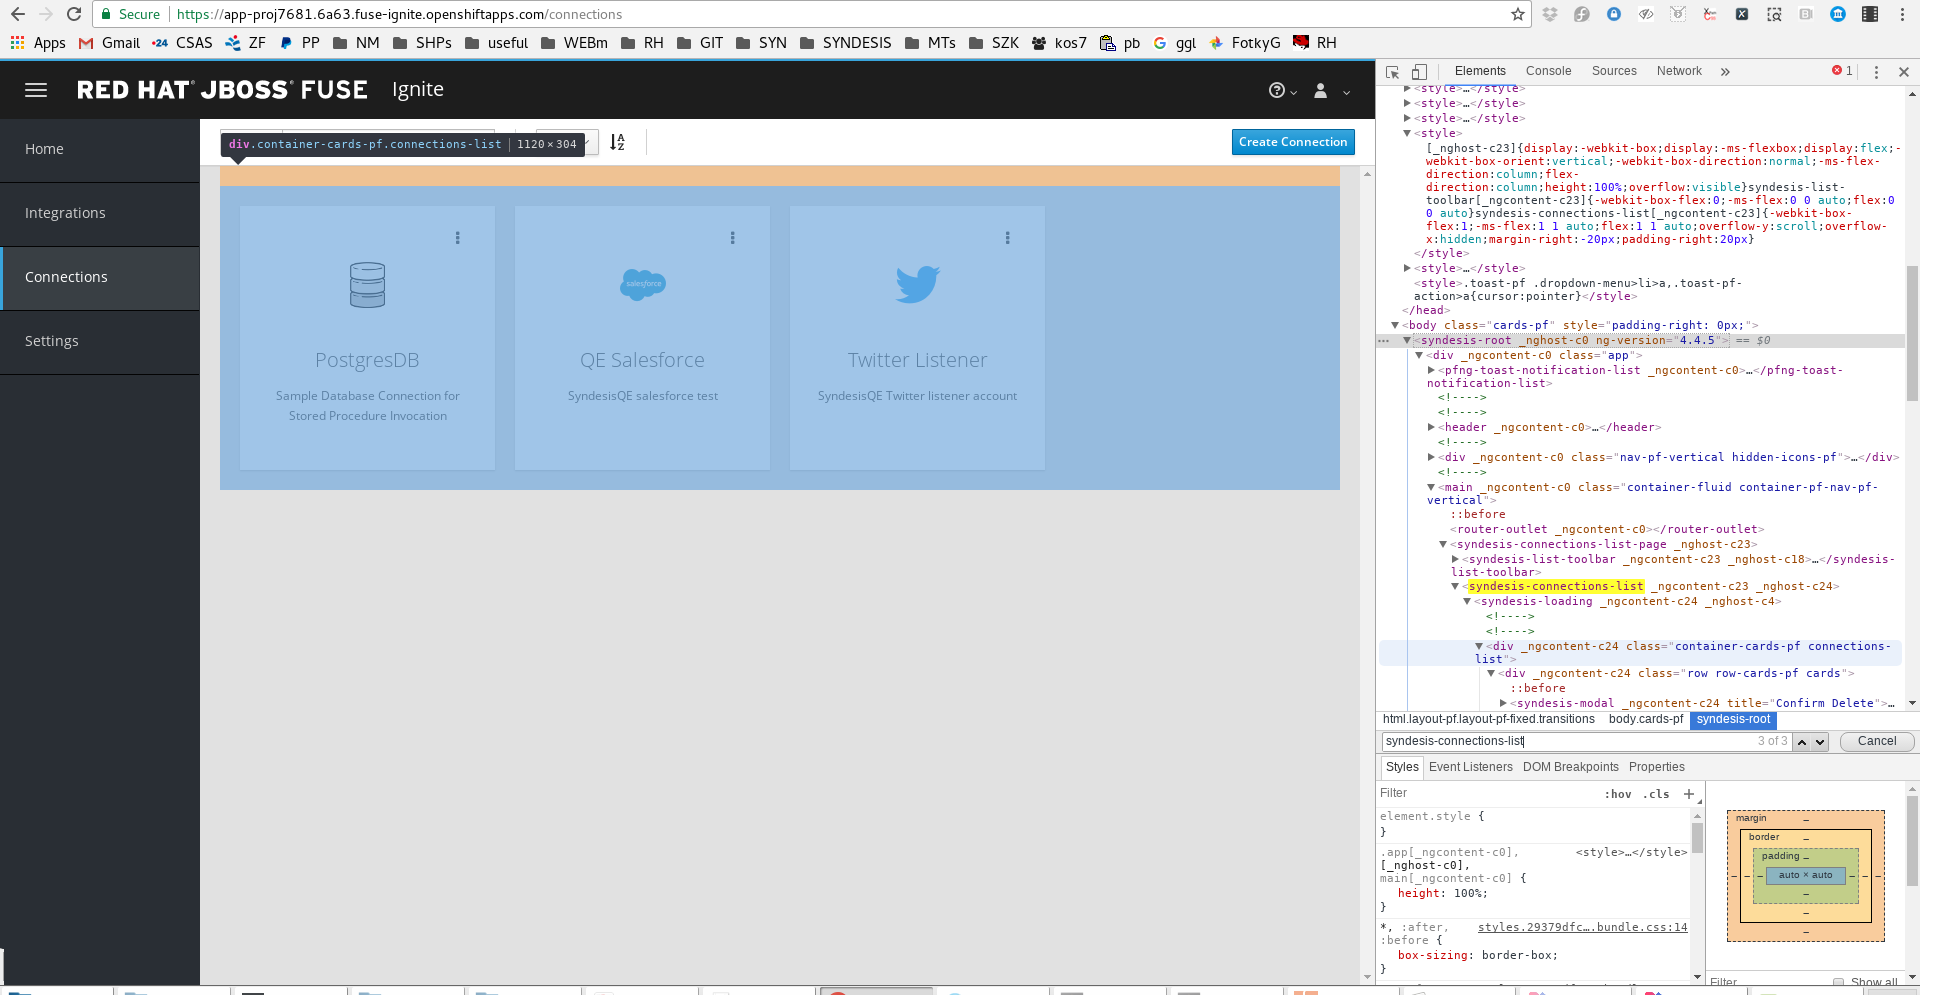 Secure https://app-proj7681.6a63.fuse-ignite.openshiftapps.com/connections
Apps Gmail CSAS ZF PP NM SHPs useful WEBm RH GIT SYN SYNDESIS MTs SZK kos7 pb ggl FotkyG RH
RED HAT JBOSS FUSE Ignite
Home
Integrations
Connections
Settings
div.container-cards-pf.connections-list 1120 × 304
Create Connection
PostgresDB
Sample Database Connection for
Stored Procedure Invocation
salesforce
QE Salesforce
SyndesisQE salesforce test
Twitter Listener
SyndesisQE Twitter listener account
Elements Console Sources Network » 1
<style>…</style>
<style>…</style>
<style>…</style>
<style>
[_nghost-c23]{display:-webkit-box;display:-ms-flexbox;display:flex;-
webkit-box-orient:vertical;-webkit-box-direction:normal;-ms-flex-
direction:column;flex-
direction:column;height:100%;overflow:visible}syndesis-list-
toolbar[_ngcontent-c23]{-webkit-box-flex:0;-ms-flex:0 0 auto;flex:0
0 auto}syndesis-connections-list[_ngcontent-c23]{-webkit-box-
flex:1;-ms-flex:1 1 auto;flex:1 1 auto;overflow-y:scroll;overflow-
x:hidden;margin-right:-20px;padding-right:20px}
</style>
<style>…</style>
<style>.toast-pf .dropdown-menu>li>a,.toast-pf-
action>a{cursor:pointer}</style>
</head>
<body class="cards-pf" style="padding-right: 0px;">
<syndesis-root _nghost-c0 ng-version="4.4.5"> == $0
<div _ngcontent-c0 class="app">
<pfng-toast-notification-list _ngcontent-c0>…</pfng-toast-
notification-list>
<!---->
<!---->
<header _ngcontent-c0>…</header>
<!---->
<div _ngcontent-c0 class="nav-pf-vertical hidden-icons-pf">…</div>
<!---->
<main _ngcontent-c0 class="container-fluid container-pf-nav-pf-
vertical">
::before
<router-outlet _ngcontent-c0></router-outlet>
<syndesis-connections-list-page _nghost-c23>
<syndesis-list-toolbar _ngcontent-c23 _nghost-c18>…</syndesis-
list-toolbar>
<syndesis-connections-list _ngcontent-c23 _nghost-c24>
<syndesis-loading _ngcontent-c24 _nghost-c4>
<!---->
<!---->
<div _ngcontent-c24 class="container-cards-pf connections-
list">
<div _ngcontent-c24 class="row row-cards-pf cards">
::before
<syndesis-modal _ngcontent-c24 title="Confirm Delete">…
html.layout-pf.layout-pf-fixed.transitions body.cards-pf syndesis-root
syndesis-connections-list 3 of 3 Cancel
Styles Event Listeners DOM Breakpoints Properties
Filter :hov .cls +
element.style {
}
.app[_ngcontent-c0], <style>…</style>
[_nghost-c0],
main[_ngcontent-c0] {
height: 100%;
}
*, :after, styles.29379dfc….bundle.css:14
:before {
box-sizing: border-box;
}
margin –
border –
padding –
– – – auto × auto – – –
–
–
–
Filter Show all